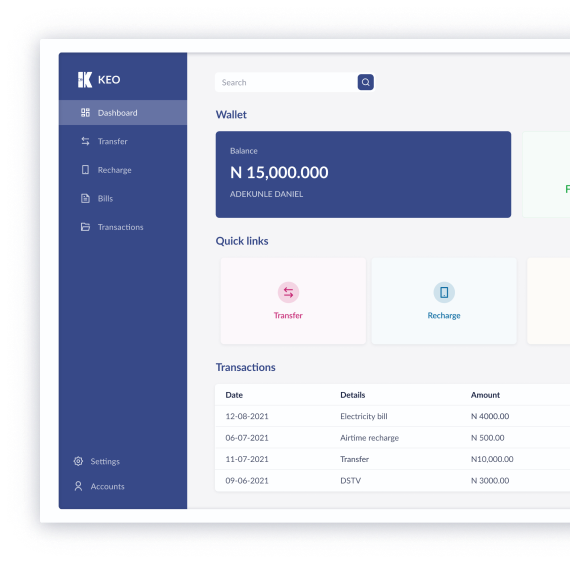 KEO
Dashboard
Transfer
Recharge
Bills
Transactions
Settings
Accounts
Search
Wallet
Balance
N 15,000.000
ADEKUNLE DANIEL
F
Quick links
Transfer
Recharge
Transactions
Date Details Amount
12-08-2021 Electricity bill N 4000.00
06-07-2021 Airtime recharge N 500.00
11-07-2021 Transfer N10,000.00
09-06-2021 DSTV N 3000.00